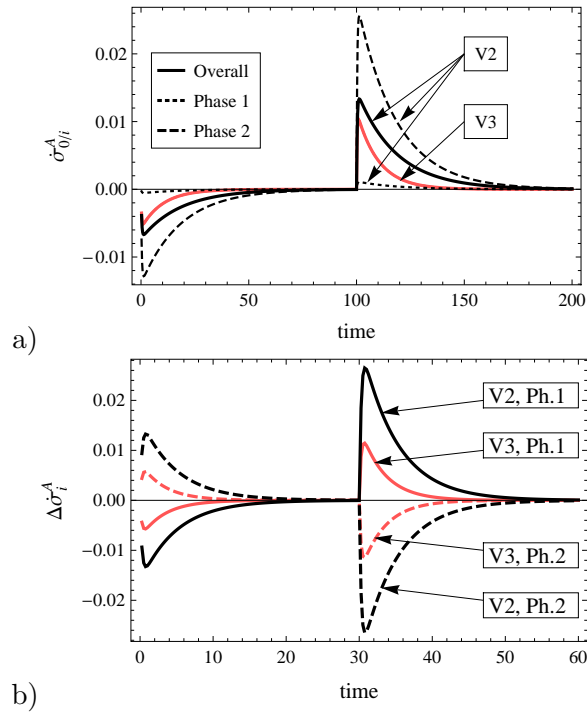 0.01
0.00
−0.01
σ̇^A_{0/i}
Overall
Phase 1
Phase 2
V2
V3
0
50
100
150
200
time
a)
0.02
0.01
0.00
−0.01
−0.02
Δσ̇^A_i
V2, Ph.1
V3, Ph.1
V3, Ph.2
V2, Ph.2
0
10
20
30
40
50
60
time
b)